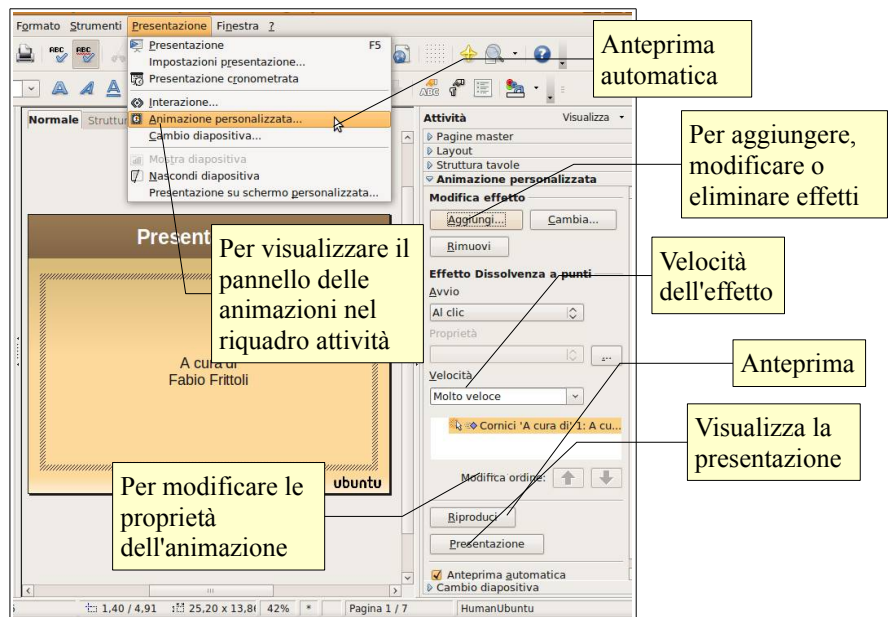 Formato Strumenti Presentazione Finestra ?
Presentazione F5
Impostazioni presentazione...
Presentazione cronometrata
Interazione...
Animazione personalizzata...
Cambio diapositiva...
Mostra diapositiva
Nascondi diapositiva
Presentazione su schermo personalizzata...
Anteprima
automatica
Normale Struttur
Attività Visualizza
Pagine master
Layout
Struttura tavole
Animazione personalizzata
Modifica effetto
Aggiungi... Cambia...
Rimuovi
Effetto Dissolvenza a punti
Avvio
Al clic
Proprietà
...
Velocità
Molto veloce
Cornici 'A cura di' 1: A cu...
Modifica ordine:
Riproduci
Presentazione
Anteprima automatica
Cambio diapositiva
Per aggiungere,
modificare o
eliminare effetti
Velocità
dell'effetto
Anteprima
Visualizza la
presentazione
Present
Per visualizzare il
pannello delle
animazioni nel
riquadro attività
A cura di
Fabio Frittoli
ubuntu
Per modificare le
proprietà
dell'animazione
1,40 / 4,91 25,20 x 13,8 42% * Pagina 1 / 7 HumanUbuntu